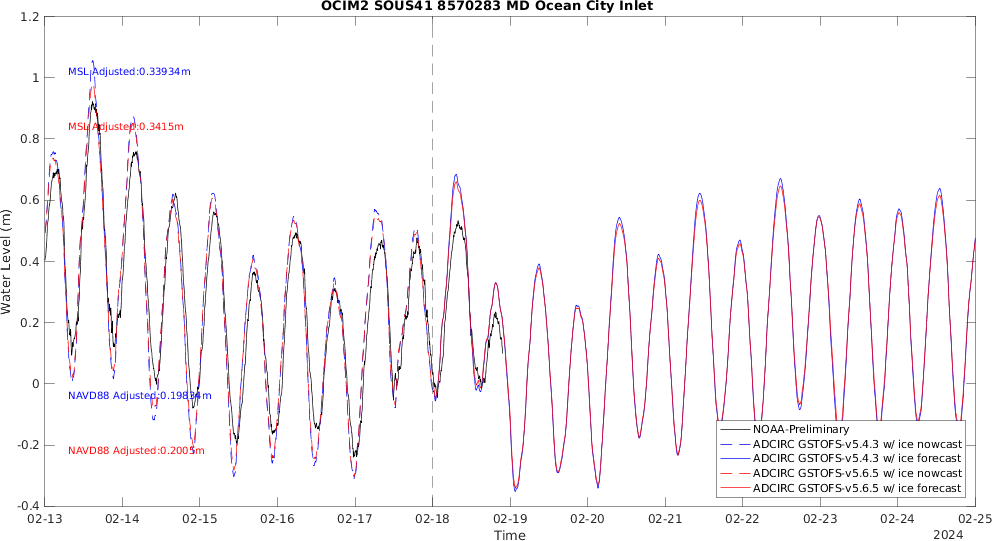 OCIM2 SOUS41 8570283 MD Ocean City Inlet
1.2
1
0.8
0.6
0.4
0.2
0
-0.2
-0.4
Water Level (m)
MSL Adjusted:0.33934m
MSL Adjusted:0.3415m
NAVD88 Adjusted:0.19834m
NAVD88 Adjusted:0.2005m
NOAA-Preliminary
ADCIRC GSTOFS-v5.4.3 w/ ice nowcast
ADCIRC GSTOFS-v5.4.3 w/ ice forecast
ADCIRC GSTOFS-v5.6.5 w/ ice nowcast
ADCIRC GSTOFS-v5.6.5 w/ ice forecast
02-13 02-14 02-15 02-16 02-17 02-18 02-19 02-20 02-21 02-22 02-23 02-24 02-25
Time
2024